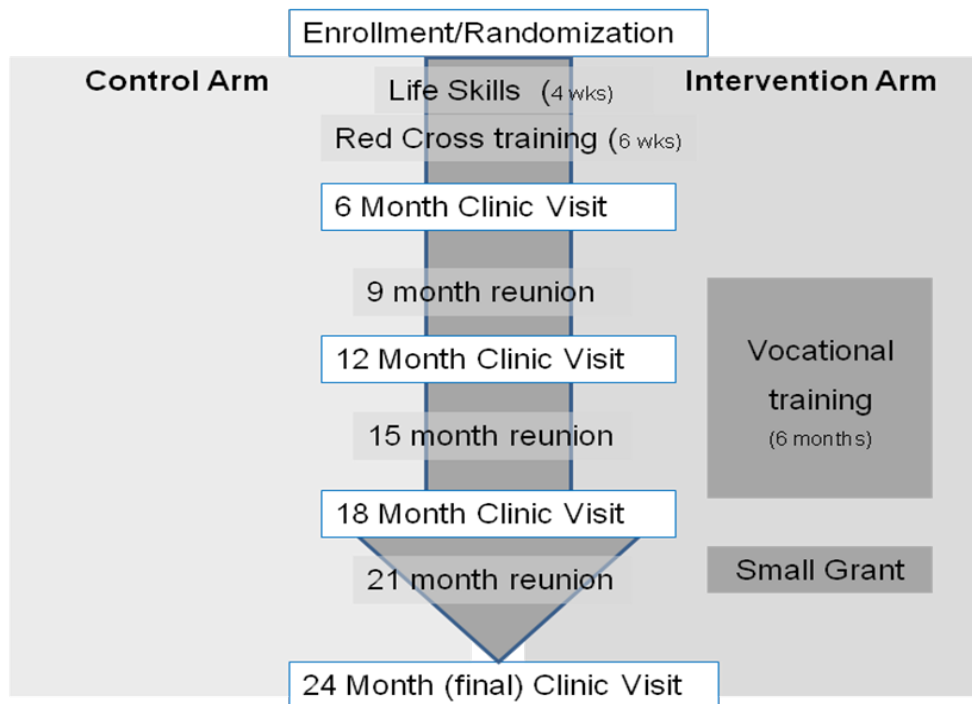 Enrollment/Randomization
Control Arm
Intervention Arm
Life Skills (4 wks)
Red Cross training (6 wks)
6 Month Clinic Visit
9 month reunion
12 Month Clinic Visit
15 month reunion
18 Month Clinic Visit
21 month reunion
24 Month (final) Clinic Visit
Vocational
training
(6 months)
Small Grant